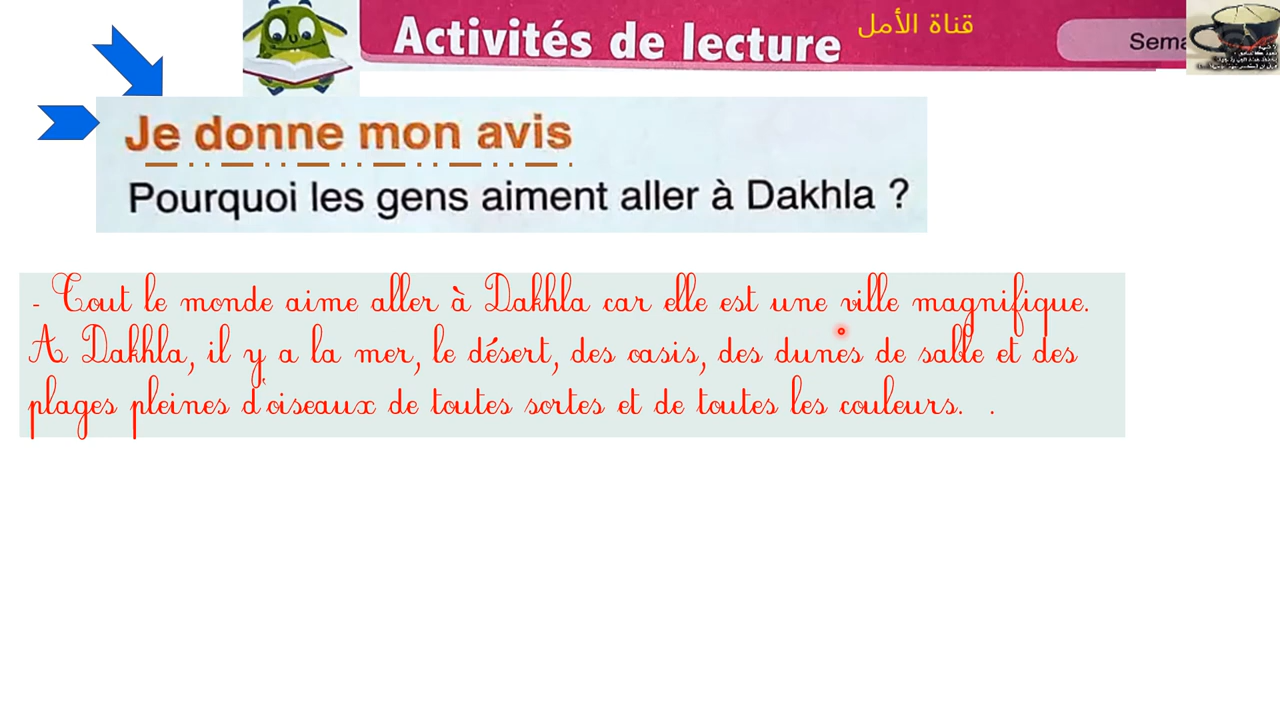 Activités de lecture
قناة الأمل
Sema
Je donne mon avis
Pourquoi les gens aiment aller à Dakhla ?
- Tout le monde aime aller à Dakhla car elle est une ville magnifique.
A Dakhla, il y a la mer, le désert, des oasis, des dunes de sable et des
plages pleines d'oiseaux de toutes sortes et de toutes les couleurs. .